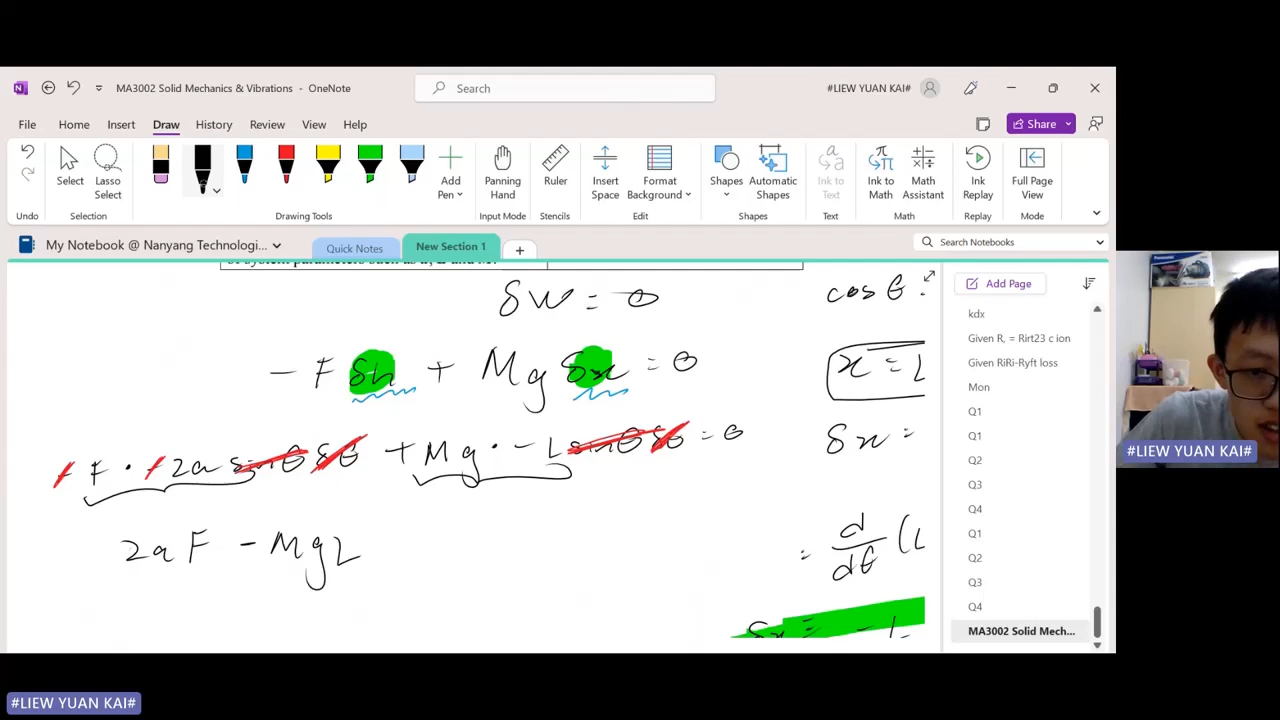 MA3002 Solid Mechanics & Vibrations - OneNote
Search
#LIEW YUAN KAI#
File Home Insert Draw History Review View Help
Share
Select
Lasso Select
Add Pen
Panning Hand
Ruler
Insert Space
Format Background
Shapes
Automatic Shapes
Ink to Text
Ink to Math
Math Assistant
Ink Replay
Full Page View
Undo
Selection
Drawing Tools
Input Mode
Stencils
Edit
Shapes
Text
Math
Replay
Mode
My Notebook @ Nanyang Technologi...
Quick Notes
New Section 1
Search Notebooks
δW = 0
- F δh + Mg δx = 0
- F · - 2a sinθ δθ + Mg · - L sinθ δθ = 0
2aF - MgL
cos θ
x = L
δx =
= d/dθ (L
δx = - L
Add Page
kdx
Given R, = Rirt23 c ion
Given RiRi-Ryft loss
Mon
Q1
Q1
Q2
Q3
Q4
Q1
Q2
Q3
Q4
MA3002 Solid Mech...
#LIEW YUAN KAI#
#LIEW YUAN KAI#